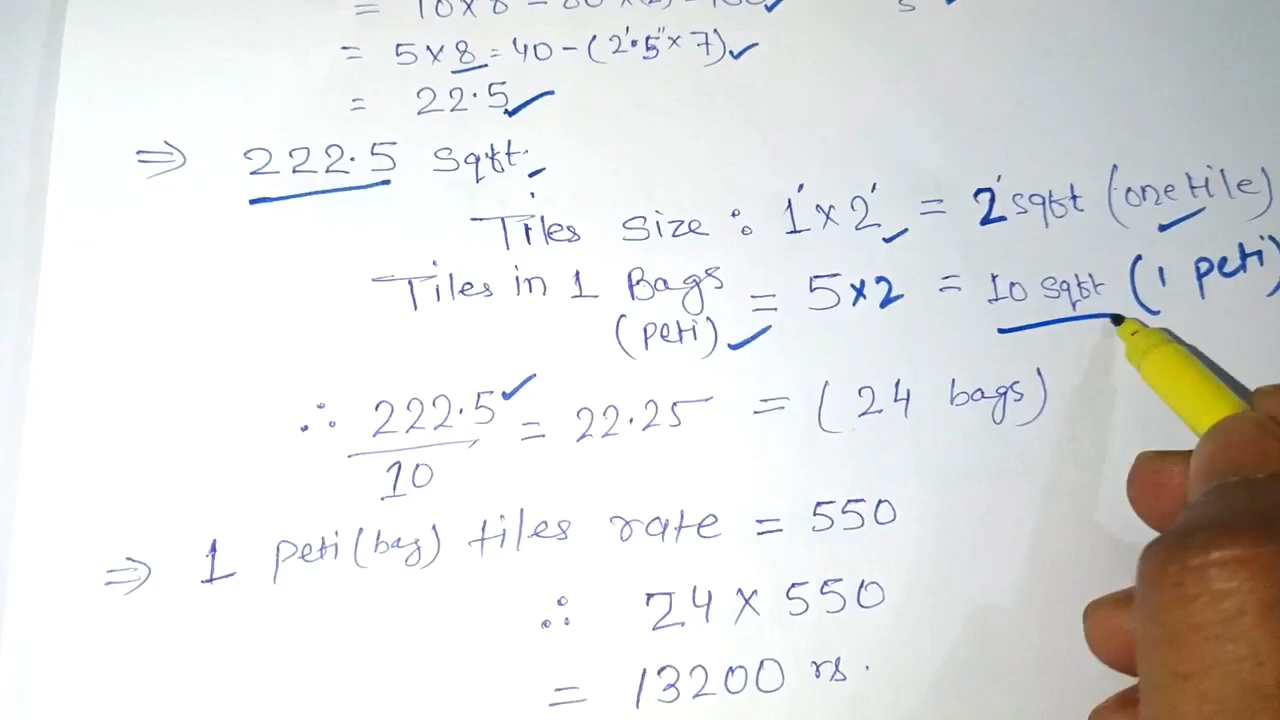 = 5 x 8 = 40 - (2'.5" x 7)
= 22.5
⇒ 222.5 Sqft.
Tiles Size : 1' x 2' = 2' sqft (one tile)
Tiles in 1 Bags (peti) = 5 x 2 = 10 sqft (1 peti)
∴ 222.5 / 10 = 22.25 = (24 bags)
⇒ 1 peti (bag) tiles rate = 550
∴ 24 x 550
= 13200 rs.